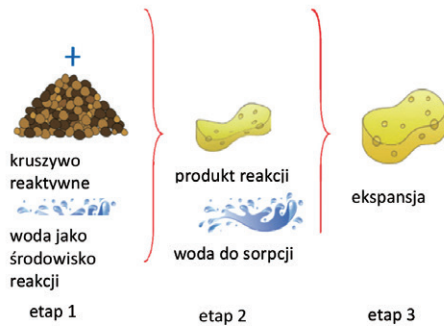 +
kruszywo
reaktywne
woda jako
środowisko
reakcji
etap 1
produkt reakcji
woda do sorpcji
etap 2
ekspansja
etap 3